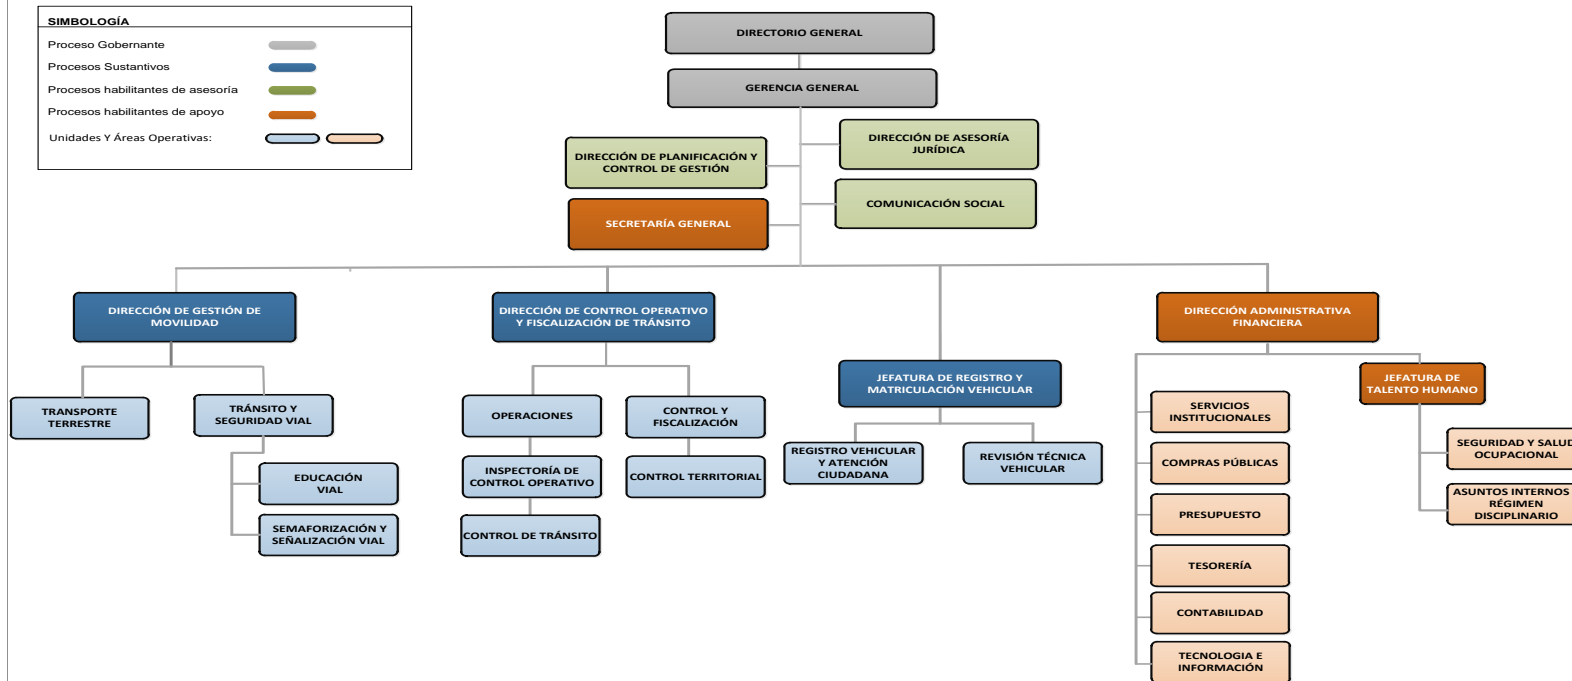 SIMBOLOGÍA
Proceso Gobernante
Procesos Sustantivos
Procesos habilitantes de asesoría
Procesos habilitantes de apoyo
Unidades Y Áreas Operativas:
DIRECTORIO GENERAL
GERENCIA GENERAL
DIRECCIÓN DE ASESORÍA
JURÍDICA
DIRECCIÓN DE PLANIFICACIÓN Y
CONTROL DE GESTIÓN
COMUNICACIÓN SOCIAL
SECRETARÍA GENERAL
DIRECCIÓN DE GESTIÓN DE
MOVILIDAD
TRANSPORTE
TERRESTRE
TRÁNSITO Y
SEGURIDAD VIAL
EDUCACIÓN
VIAL
SEMAFORIZACIÓN Y
SEÑALIZACIÓN VIAL
DIRECCIÓN DE CONTROL OPERATIVO
Y FISCALIZACIÓN DE TRÁNSITO
OPERACIONES
INSPECTORÍA DE
CONTROL OPERATIVO
CONTROL DE TRÁNSITO
CONTROL Y
FISCALIZACIÓN
CONTROL TERRITORIAL
JEFATURA DE REGISTRO Y
MATRICULACIÓN VEHICULAR
REGISTRO VEHICULAR
Y ATENCIÓN
CIUDADANA
REVISIÓN TÉCNICA
VEHICULAR
DIRECCIÓN ADMINISTRATIVA
FINANCIERA
SERVICIOS
INSTITUCIONALES
COMPRAS PÚBLICAS
PRESUPUESTO
TESORERÍA
CONTABILIDAD
TECNOLOGIA E
INFORMACIÓN
JEFATURA DE
TALENTO HUMANO
SEGURIDAD Y SALUD
OCUPACIONAL
ASUNTOS INTERNOS
RÉGIMEN
DISCIPLINARIO